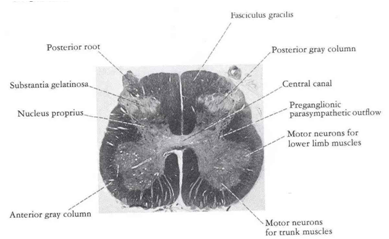 Fasciculus gracilis
Posterior root
Posterior gray column
Substantia gelatinosa
Central canal
Nucleus proprius
Preganglionic
parasympathetic outflow
Motor neurons for
lower limb muscles
Anterior gray column
Motor neurons
for trunk muscles